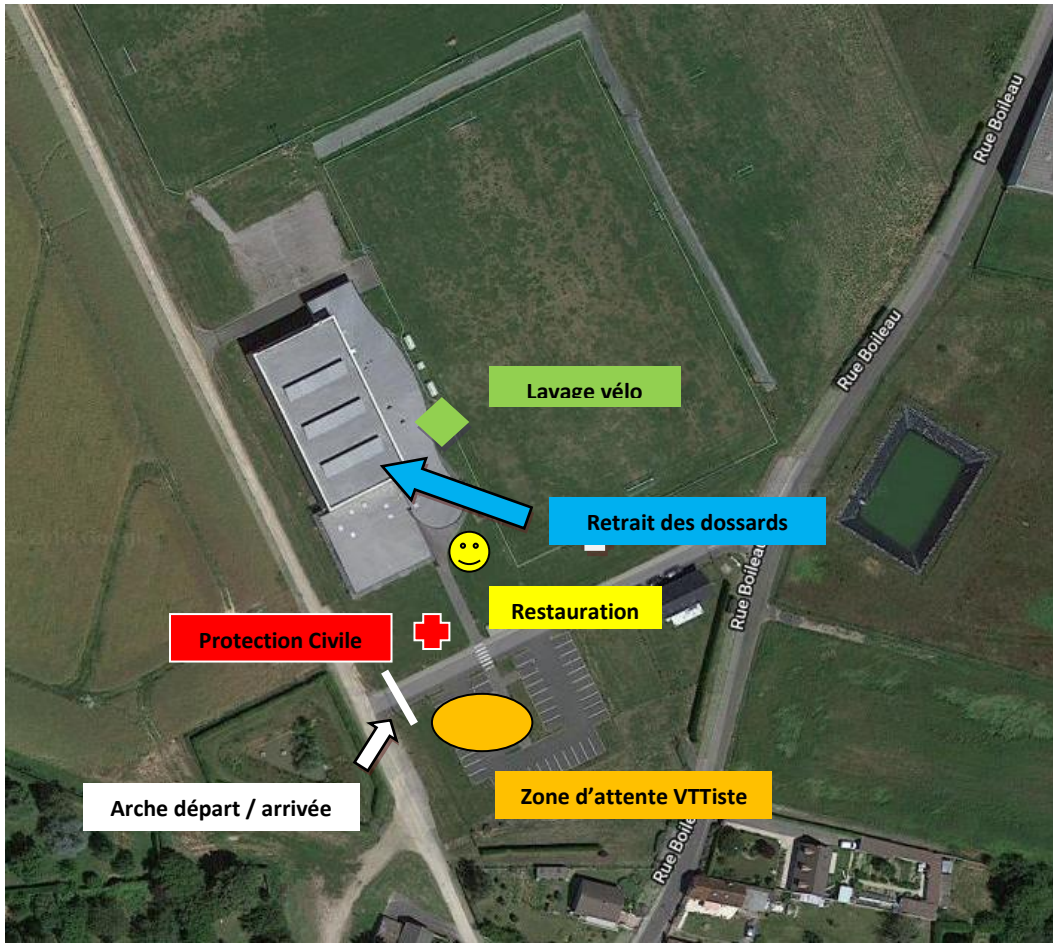 Rue Boileau
Rue Boileau
Lavage vélo
Retrait des dossards
Rue Boileau
Restauration
Protection Civile
Zone d'attente VTTiste
Arche départ / arrivée
Rue Boileau